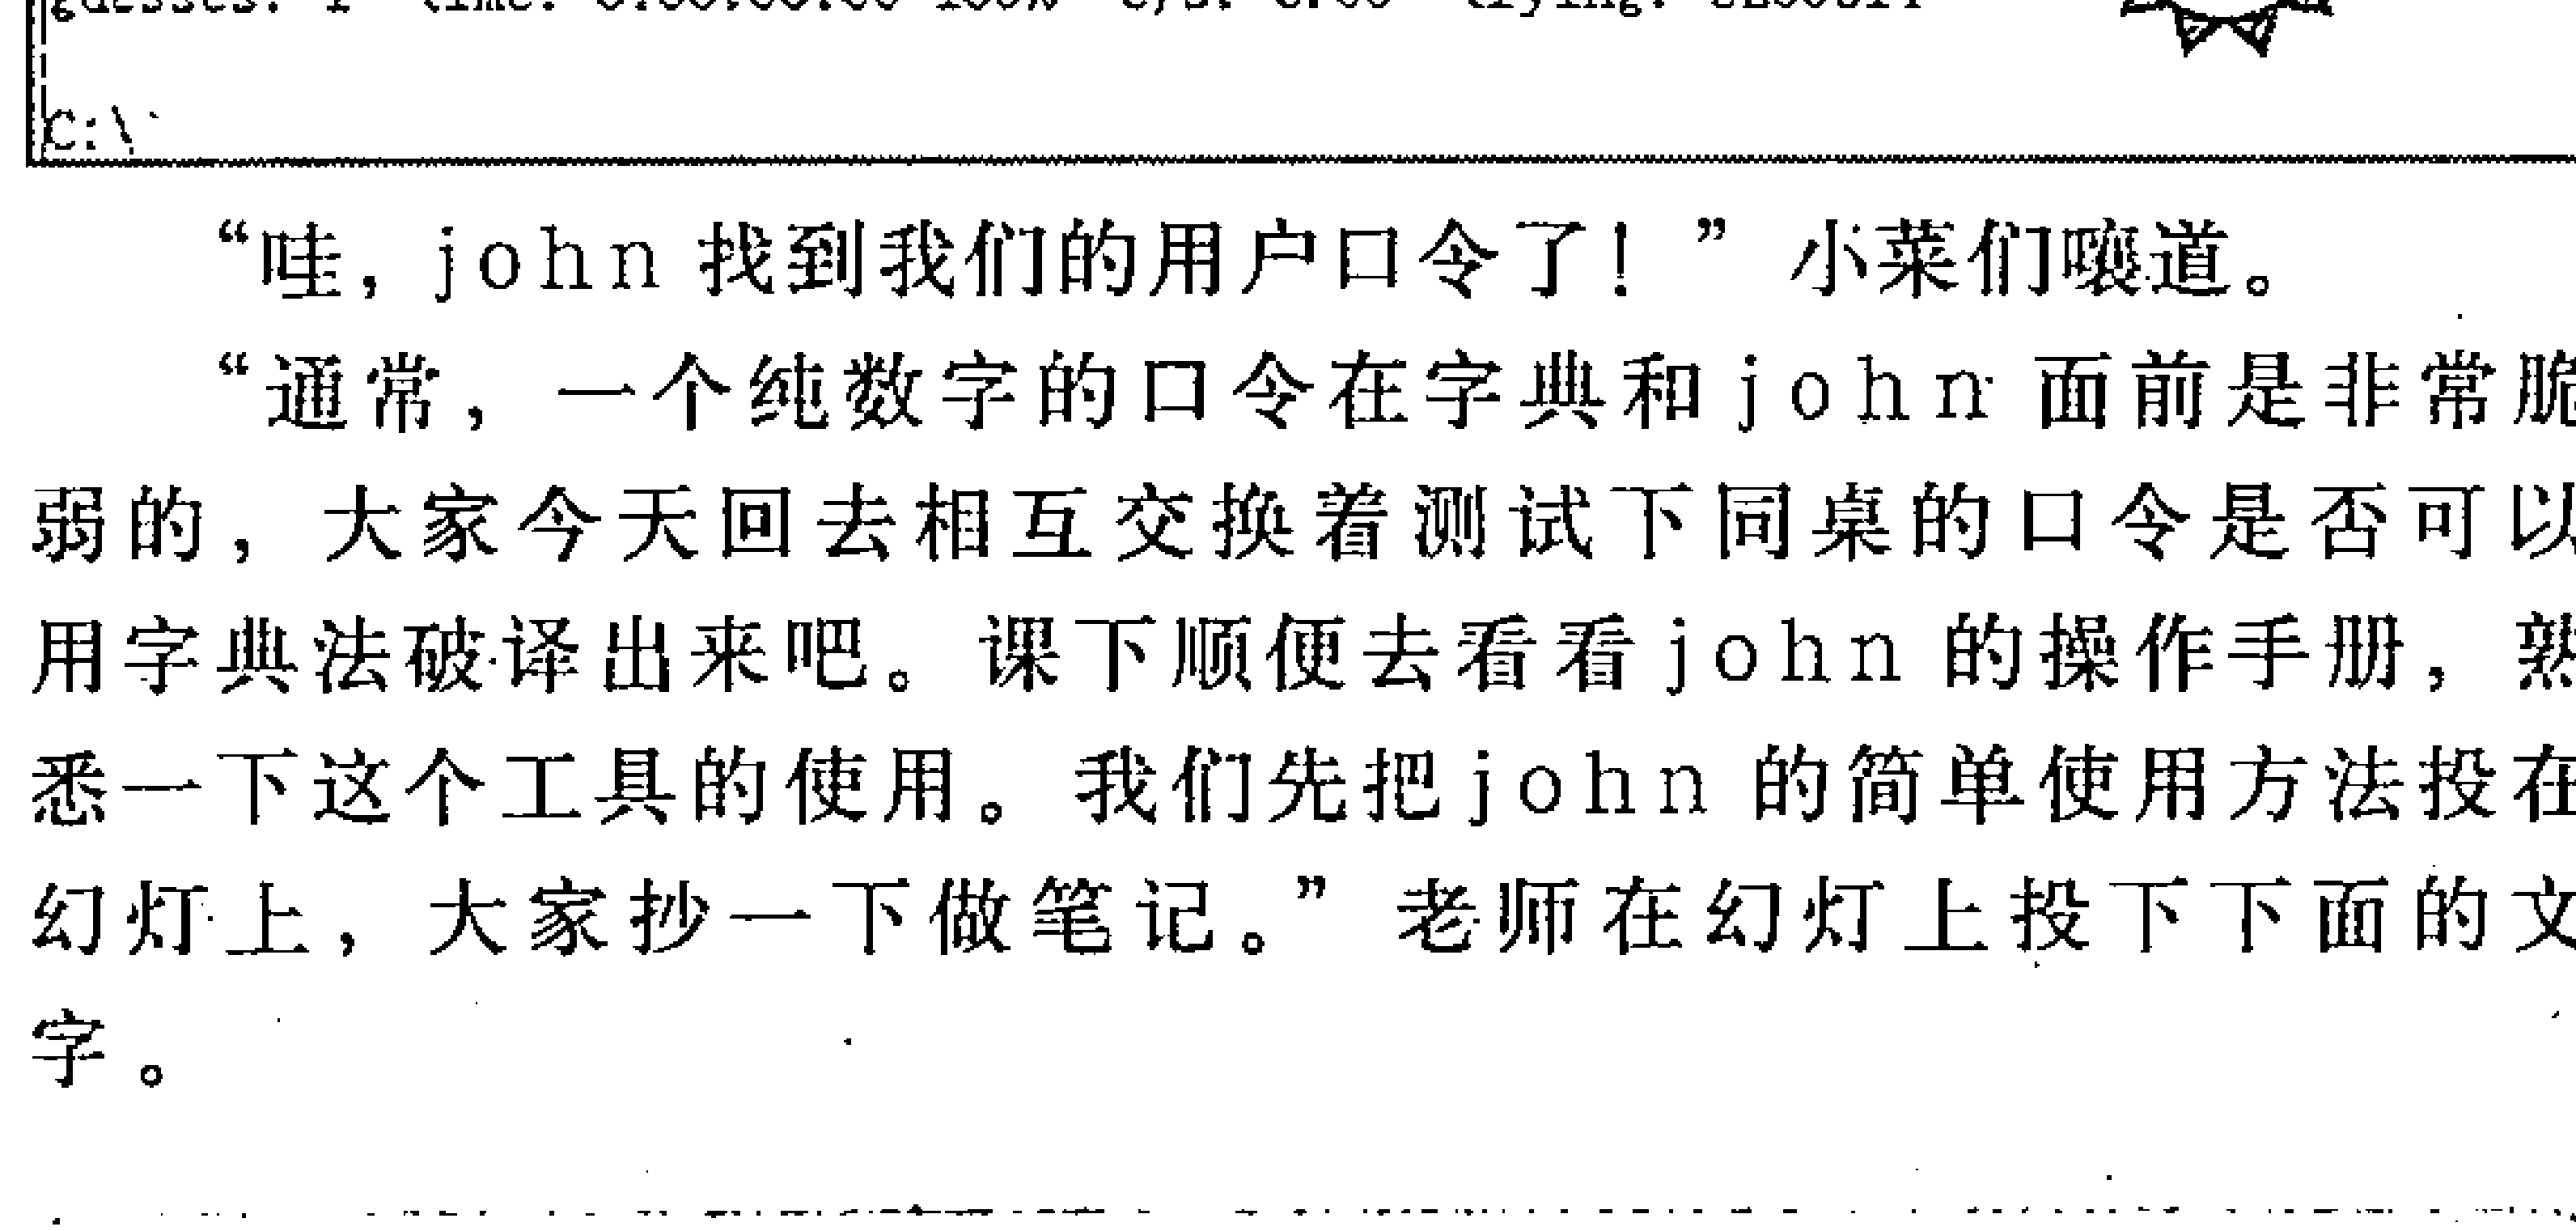 C:\
“哇，john 找到我们的用户口令了！”小菜们嚷道。
“通常，一个纯数字的口令在字典和 john 面前是非常脆
弱的，大家今天回去相互交换着测试下同桌的口令是否可以
用字典法破译出来吧。课下顺便去看看 john 的操作手册，熟
悉一下这个工具的使用。我们先把 john 的简单使用方法投在
幻灯上，大家抄一下做笔记。”老师在幻灯上投下下面的文
字。